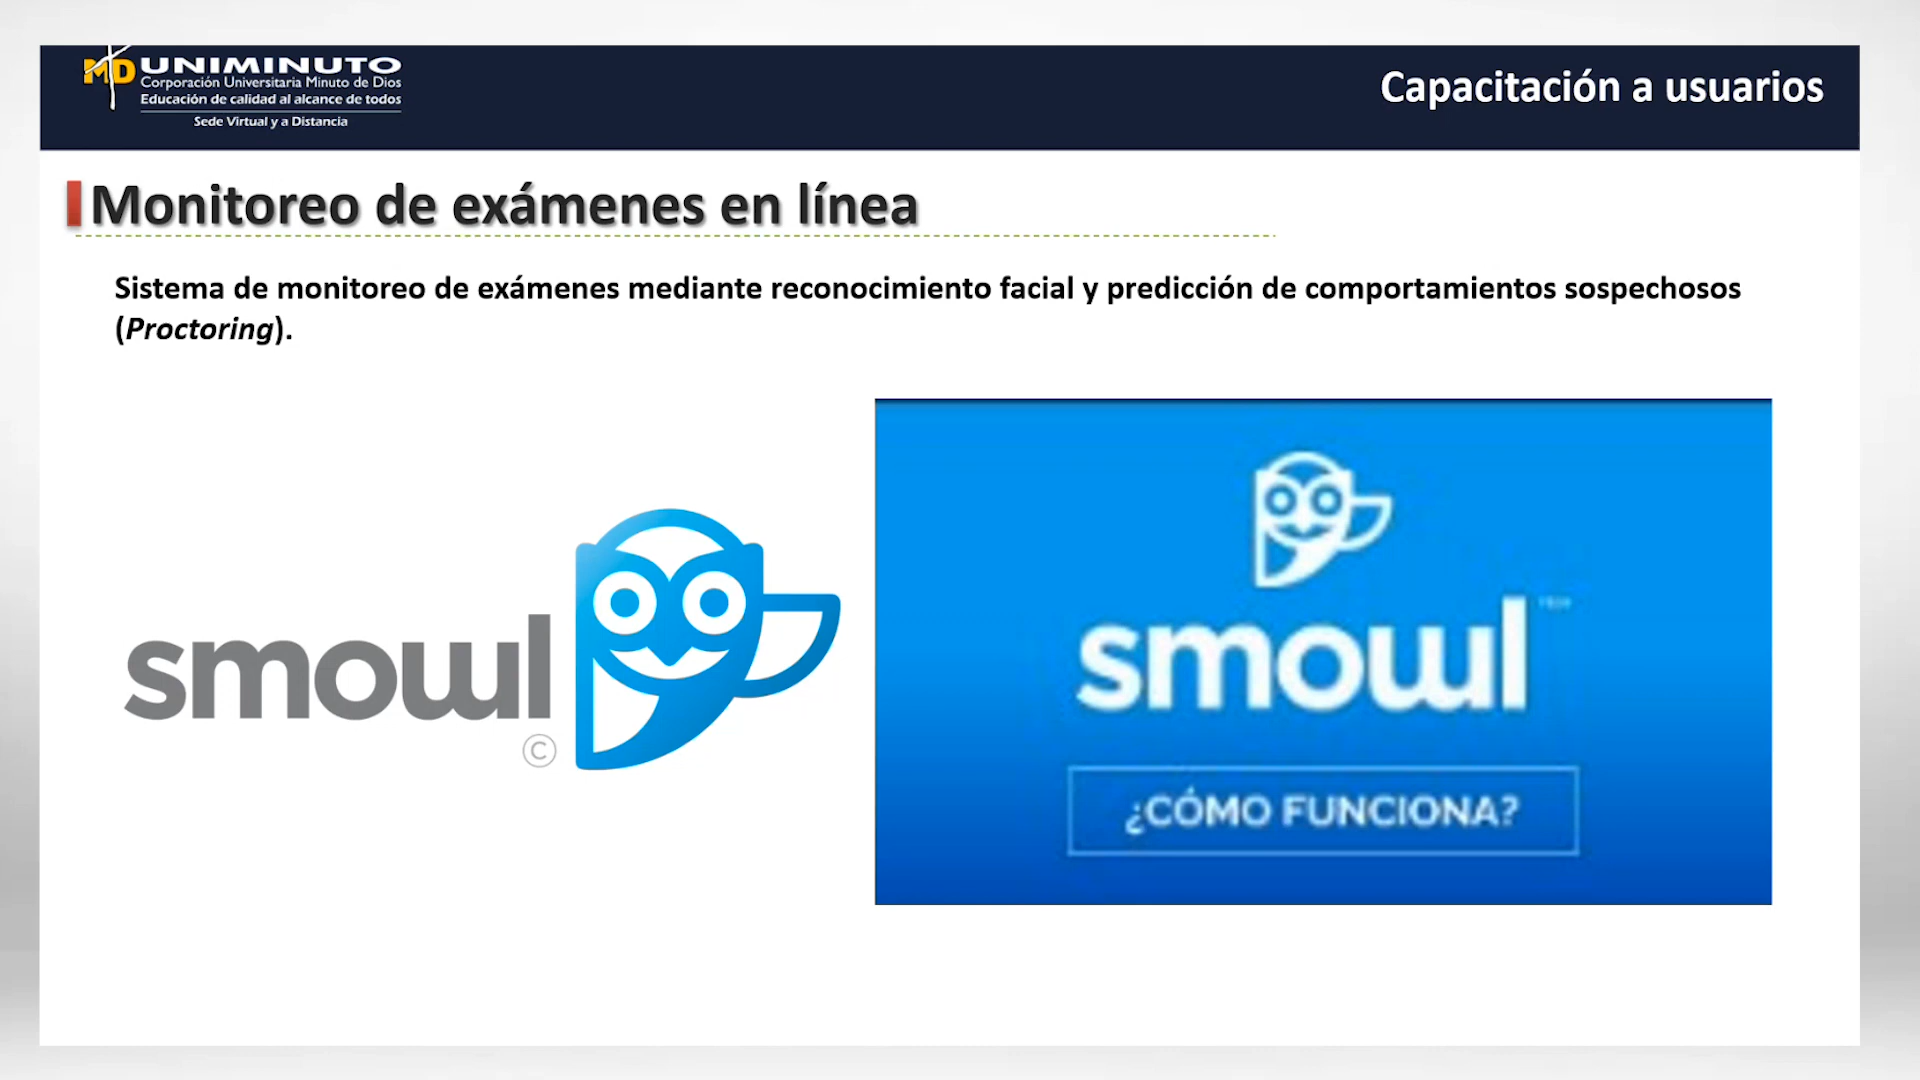 MD UNIMINUTO
Corporación Universitaria Minuto de Dios
Educación de calidad al alcance de todos
Sede Virtual y a Distancia
Capacitación a usuarios
Monitoreo de exámenes en línea
Sistema de monitoreo de exámenes mediante reconocimiento facial y predicción de comportamientos sospechosos
(Proctoring).
smowl
©
smowl
¿CÓMO FUNCIONA?